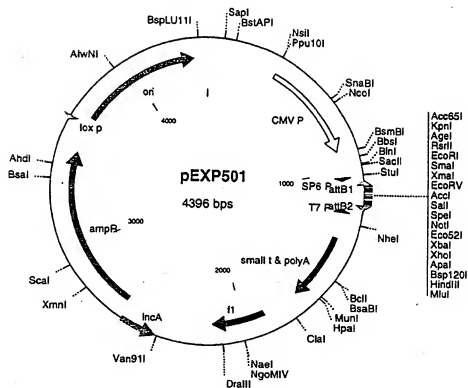 SapI
BspLU11I
BstAPI
NsiI
Ppu10I
AlwNI
ori
4000
SnaBI
NcoI
CMV P
lox p
BsmBI
BbsI
BlnI
SacII
StuI
AhdI
BsaI
pEXP501
4396 bps
1000
SP6 P
attB1
T7 P
attB2
Acc65I
KpnI
AgeI
RsrII
EcoRI
SmaI
XmaI
EcoRV
AccI
SalI
SpeI
NotI
Eco52I
XbaI
XhoI
ApaI
Bsp120I
HindIII
MluI
NheI
ampR
3000
small t & polyA
2000
ScaI
XmnI
BclI
BsaBI
MunI
HpaI
ClaI
f1
lncA
Van91I
NaeI
NgoMIV
DraIII